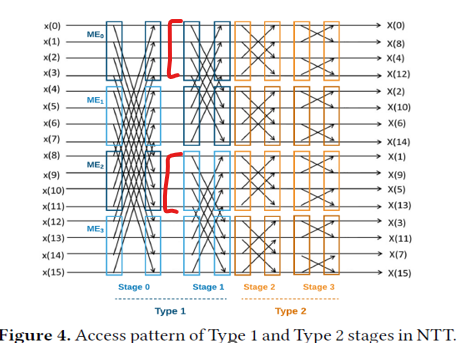 x(0)
x(1)
x(2)
x(3)
x(4)
x(5)
x(6)
x(7)
x(8)
x(9)
x(10)
x(11)
x(12)
x(13)
x(14)
x(15)
ME0
ME1
ME2
ME3
X(0)
X(8)
X(4)
X(12)
X(2)
X(10)
X(6)
X(14)
X(1)
X(9)
X(5)
X(13)
X(3)
X(11)
X(7)
X(15)
Stage 0 Stage 1 Stage 2 Stage 3
Type 1 Type 2
Figure 4. Access pattern of Type 1 and Type 2 stages in NTT.